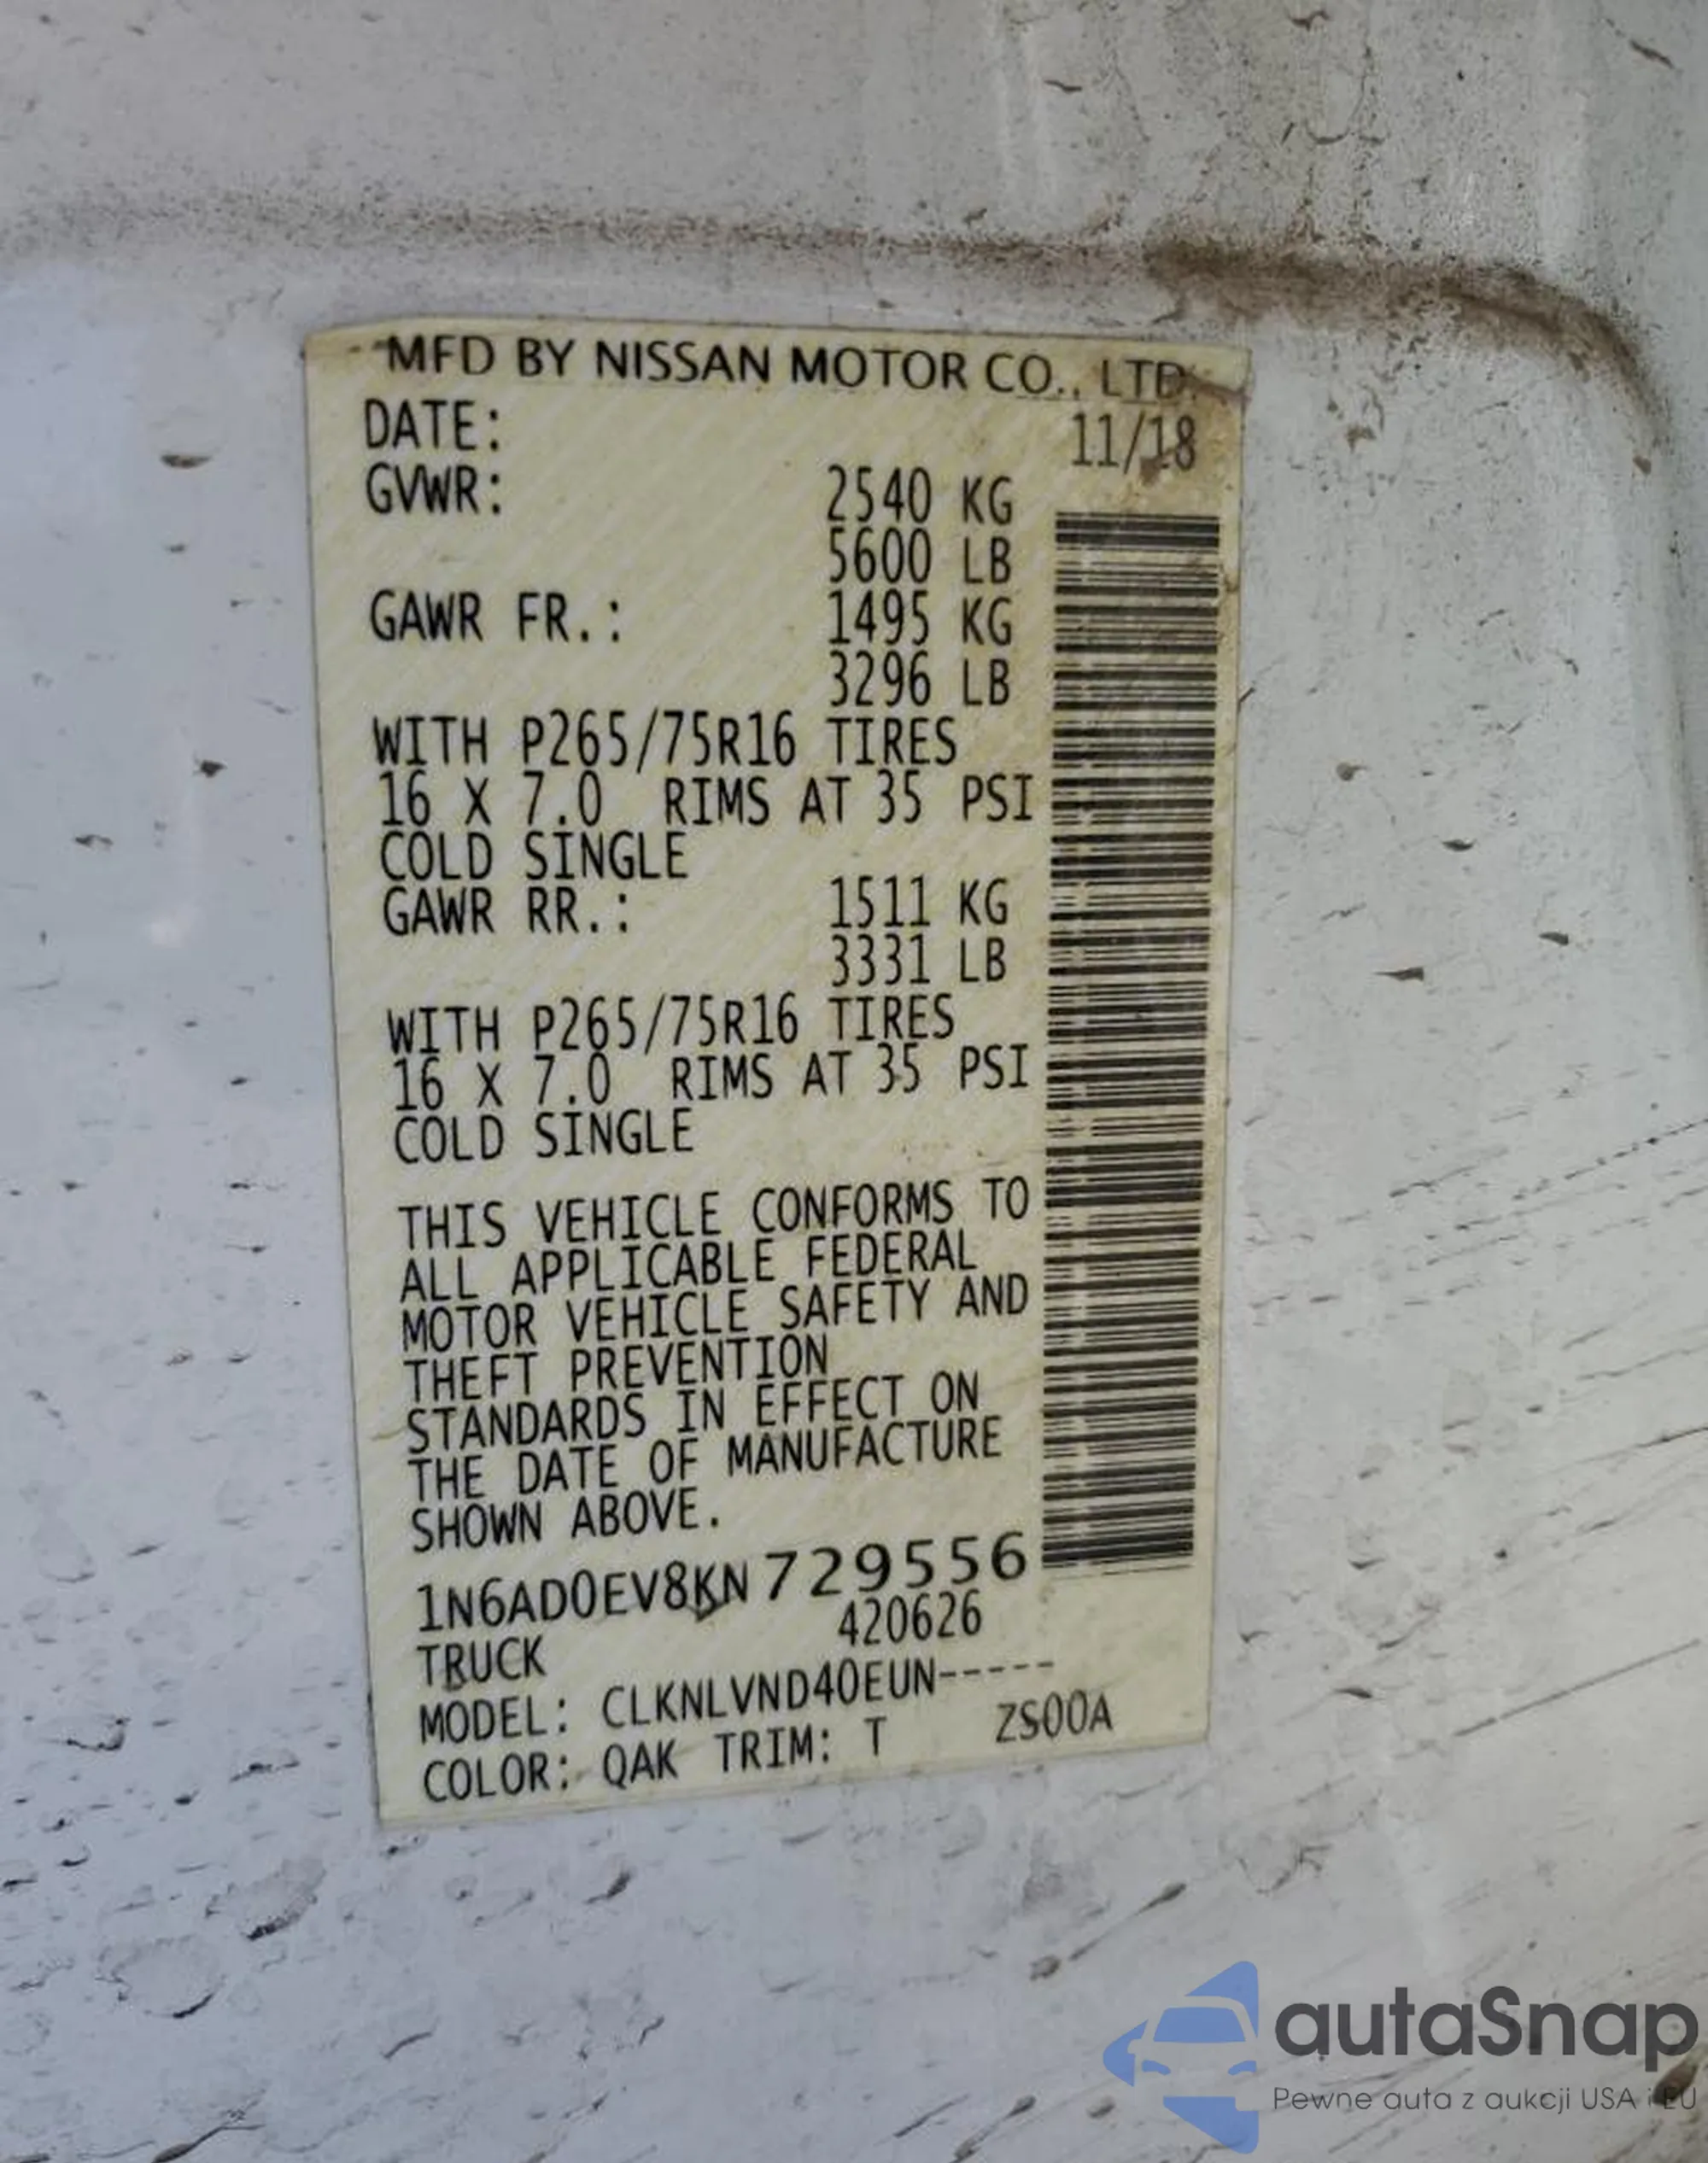 MFD BY NISSAN MOTOR CO., LTD.
DATE: 11/18
GVWR: 2540 KG
5600 LB
GAWR FR.: 1495 KG
3296 LB
WITH P265/75R16 TIRES
16 X 7.0 RIMS AT 35 PSI
COLD SINGLE
GAWR RR.: 1511 KG
3331 LB
WITH P265/75R16 TIRES
16 X 7.0 RIMS AT 35 PSI
COLD SINGLE
THIS VEHICLE CONFORMS TO
ALL APPLICABLE FEDERAL
MOTOR VEHICLE SAFETY AND
THEFT PREVENTION
STANDARDS IN EFFECT ON
THE DATE OF MANUFACTURE
SHOWN ABOVE.
1N6AD0EV8KN729556
420626
TRUCK
MODEL: CLKNLVND40EUN-----
COLOR: QAK TRIM: T ZS00A
autaSnap
Pewne auta z aukcji USA i EU